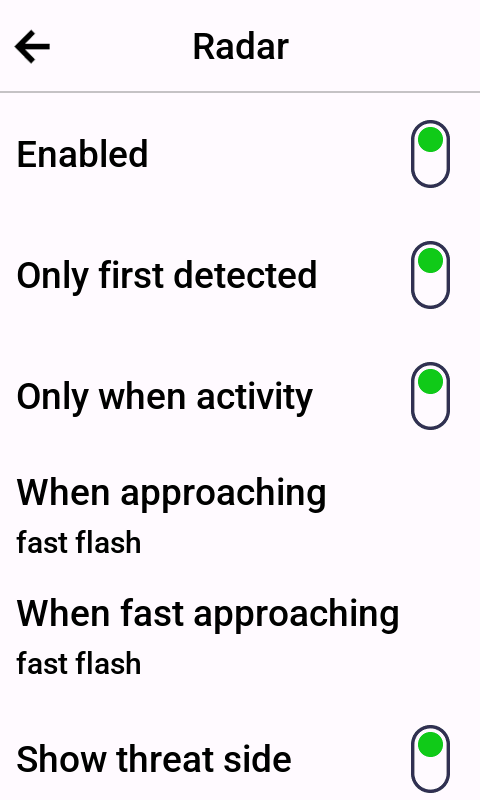 Radar
Enabled
Only first detected
Only when activity
When approaching
fast flash
When fast approaching
fast flash
Show threat side